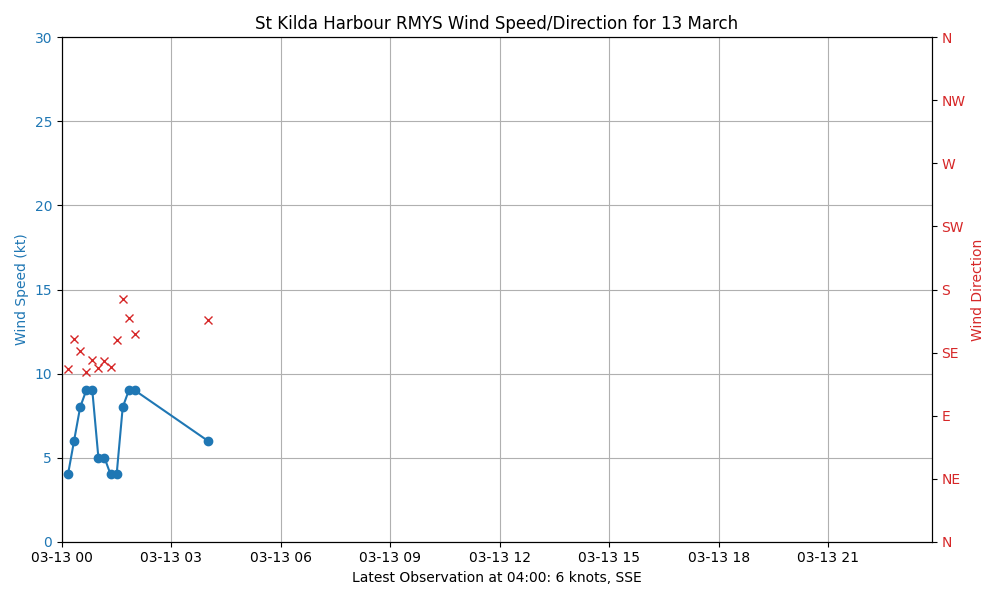 St Kilda Harbour RMYS Wind Speed/Direction for 13 March
30
25
20
15
10
5
0
Wind Speed (kt)
N
NW
W
SW
S
SE
E
NE
N
Wind Direction
03-13 00 03-13 03 03-13 06 03-13 09 03-13 12 03-13 15 03-13 18 03-13 21
Latest Observation at 04:00: 6 knots, SSE